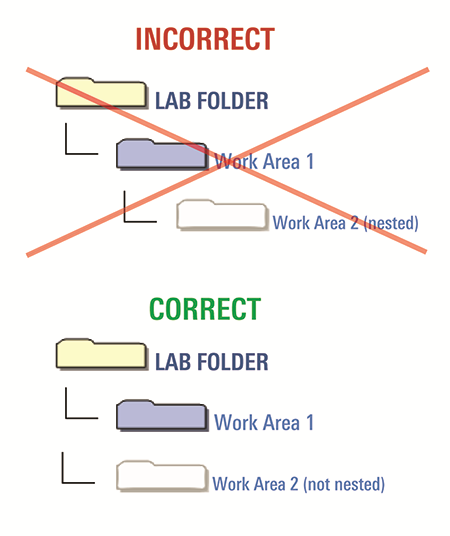 INCORRECT
LAB FOLDER
Work Area 1
Work Area 2 (nested)
CORRECT
LAB FOLDER
Work Area 1
Work Area 2 (not nested)